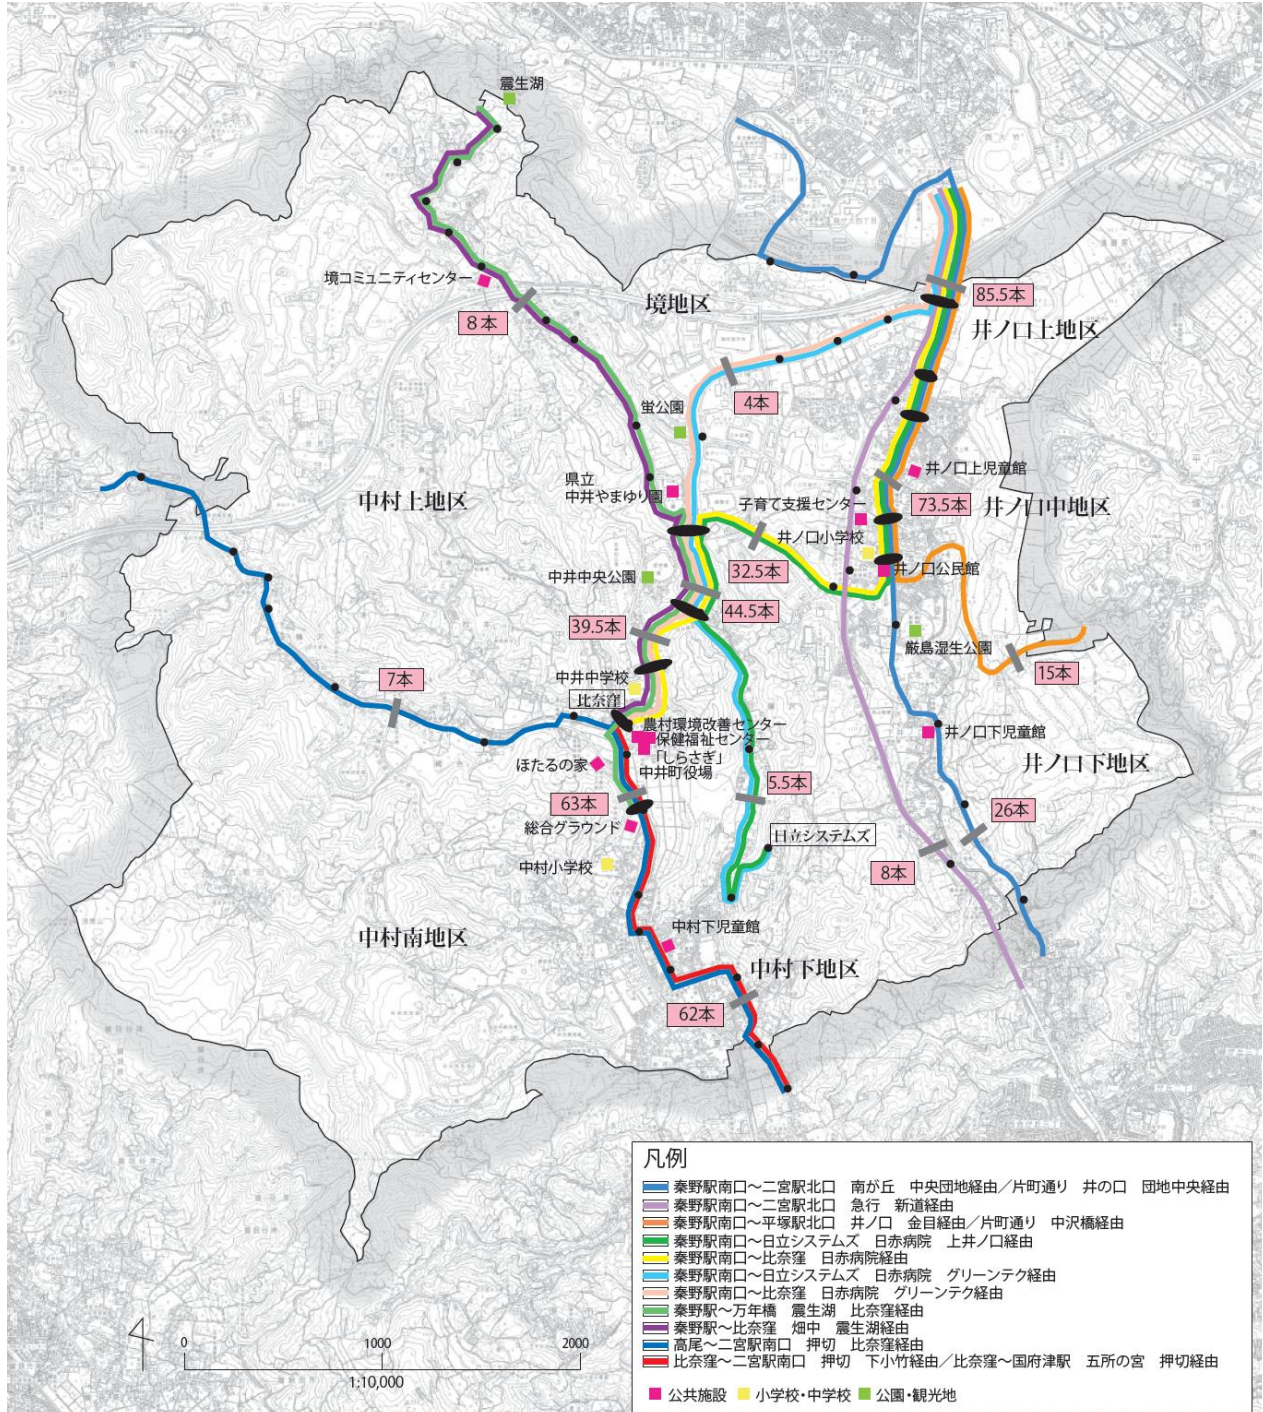 震生湖
境コミュニティセンター
8本
境地区
85.5本
井ノ口上地区
4本
蛍公園
県立
中井やまゆり園
井ノ口上児童館
中村上地区
子育て支援センター
73.5本
井ノ口中地区
井ノ口小学校
32.5本
井ノ口公民館
中井中央公園
44.5本
39.5本
厳島湿生公園
15本
7本
中井中学校
比奈窪
農村環境改善センター
保健福祉センター
「しらさぎ」
中井町役場
ほたるの家
井ノ口下児童館
井ノ口下地区
5.5本
63本
26本
総合グラウンド
日立システムズ
中村小学校
8本
中村南地区
中村下児童館
中村下地区
62本
凡例
秦野駅南口～二宮駅北口　南が丘　中央団地経由／片町通り　井の口　団地中央経由
秦野駅南口～二宮駅北口　急行　新道経由
秦野駅南口～平塚駅北口　井ノ口　金目経由／片町通り　中沢橋経由
秦野駅南口～日立システムズ　日赤病院　上井ノ口経由
秦野駅南口～比奈窪　日赤病院経由
秦野駅南口～日立システムズ　日赤病院　グリーンテク経由
秦野駅南口～比奈窪　日赤病院　グリーンテク経由
秦野駅～万年橋　震生湖　比奈窪経由
秦野駅～比奈窪　畑中　震生湖経由
高尾～二宮駅南口　押切　比奈窪経由
比奈窪～二宮駅南口　押切　下小竹経由／比奈窪～国府津駅　五所の宮　押切経由
公共施設　小学校・中学校　公園・観光地
0 1000 2000
1:10,000